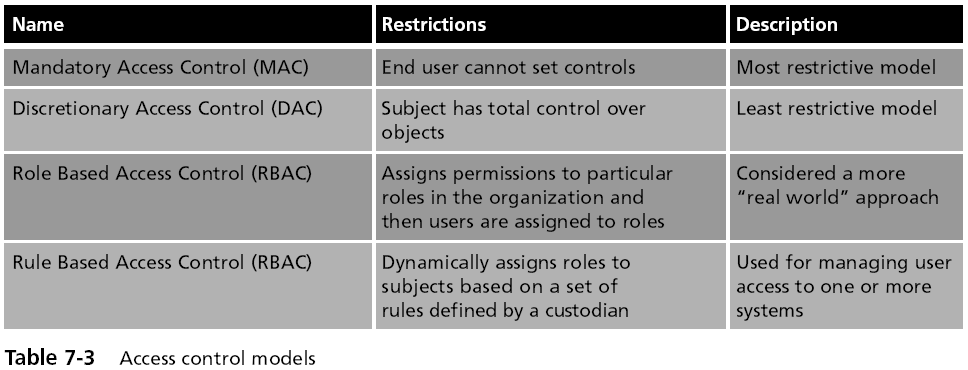 Name Restrictions Description
Mandatory Access Control (MAC) End user cannot set controls Most restrictive model
Discretionary Access Control (DAC) Subject has total control over Least restrictive model
objects
Role Based Access Control (RBAC) Assigns permissions to particular Considered a more
roles in the organization and “real world” approach
then users are assigned to roles
Rule Based Access Control (RBAC) Dynamically assigns roles to Used for managing user
subjects based on a set of access to one or more
rules defined by a custodian systems
Table 7-3 Access control models